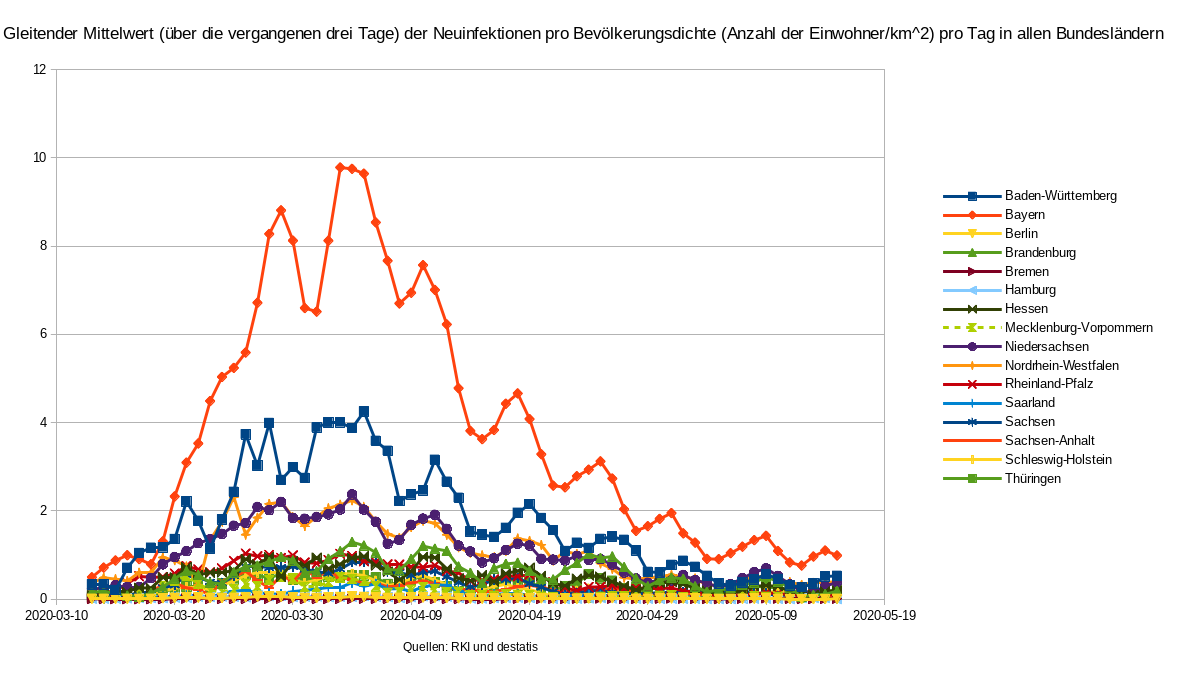 Gleitender Mittelwert (über die vergangenen drei Tage) der Neuinfektionen pro Bevölkerungsdichte (Anzahl der Einwohner/km^2) pro Tag in allen Bundesländern
12
10
8
6
4
2
0
2020-03-10 2020-03-20 2020-03-30 2020-04-09 2020-04-19 2020-04-29 2020-05-09 2020-05-19
Quellen: RKI und destatis
Baden-Württemberg
Bayern
Berlin
Brandenburg
Bremen
Hamburg
Hessen
Mecklenburg-Vorpommern
Niedersachsen
Nordrhein-Westfalen
Rheinland-Pfalz
Saarland
Sachsen
Sachsen-Anhalt
Schleswig-Holstein
Thüringen